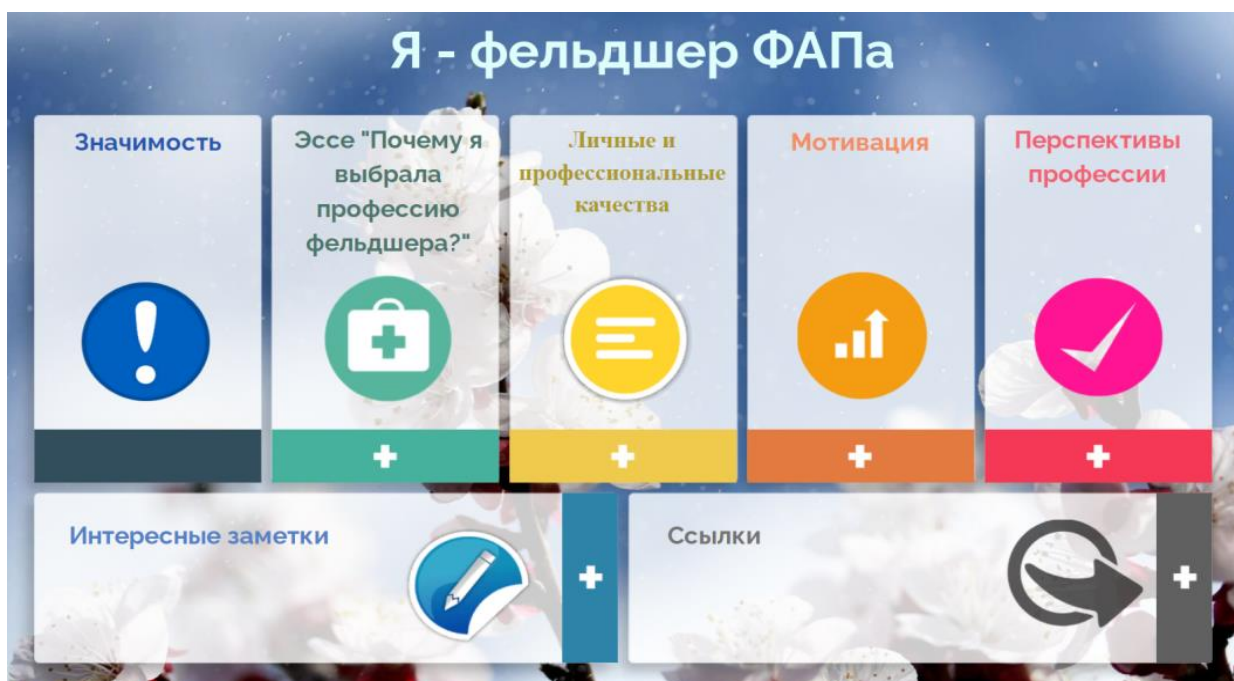 Я - фельдшер ФАПа
Значимость
Эссе "Почему я
выбрала
профессию
фельдшера?"
Личные и
профессиональные
качества
Мотивация
Перспективы
профессии
Интересные заметки
Ссылки